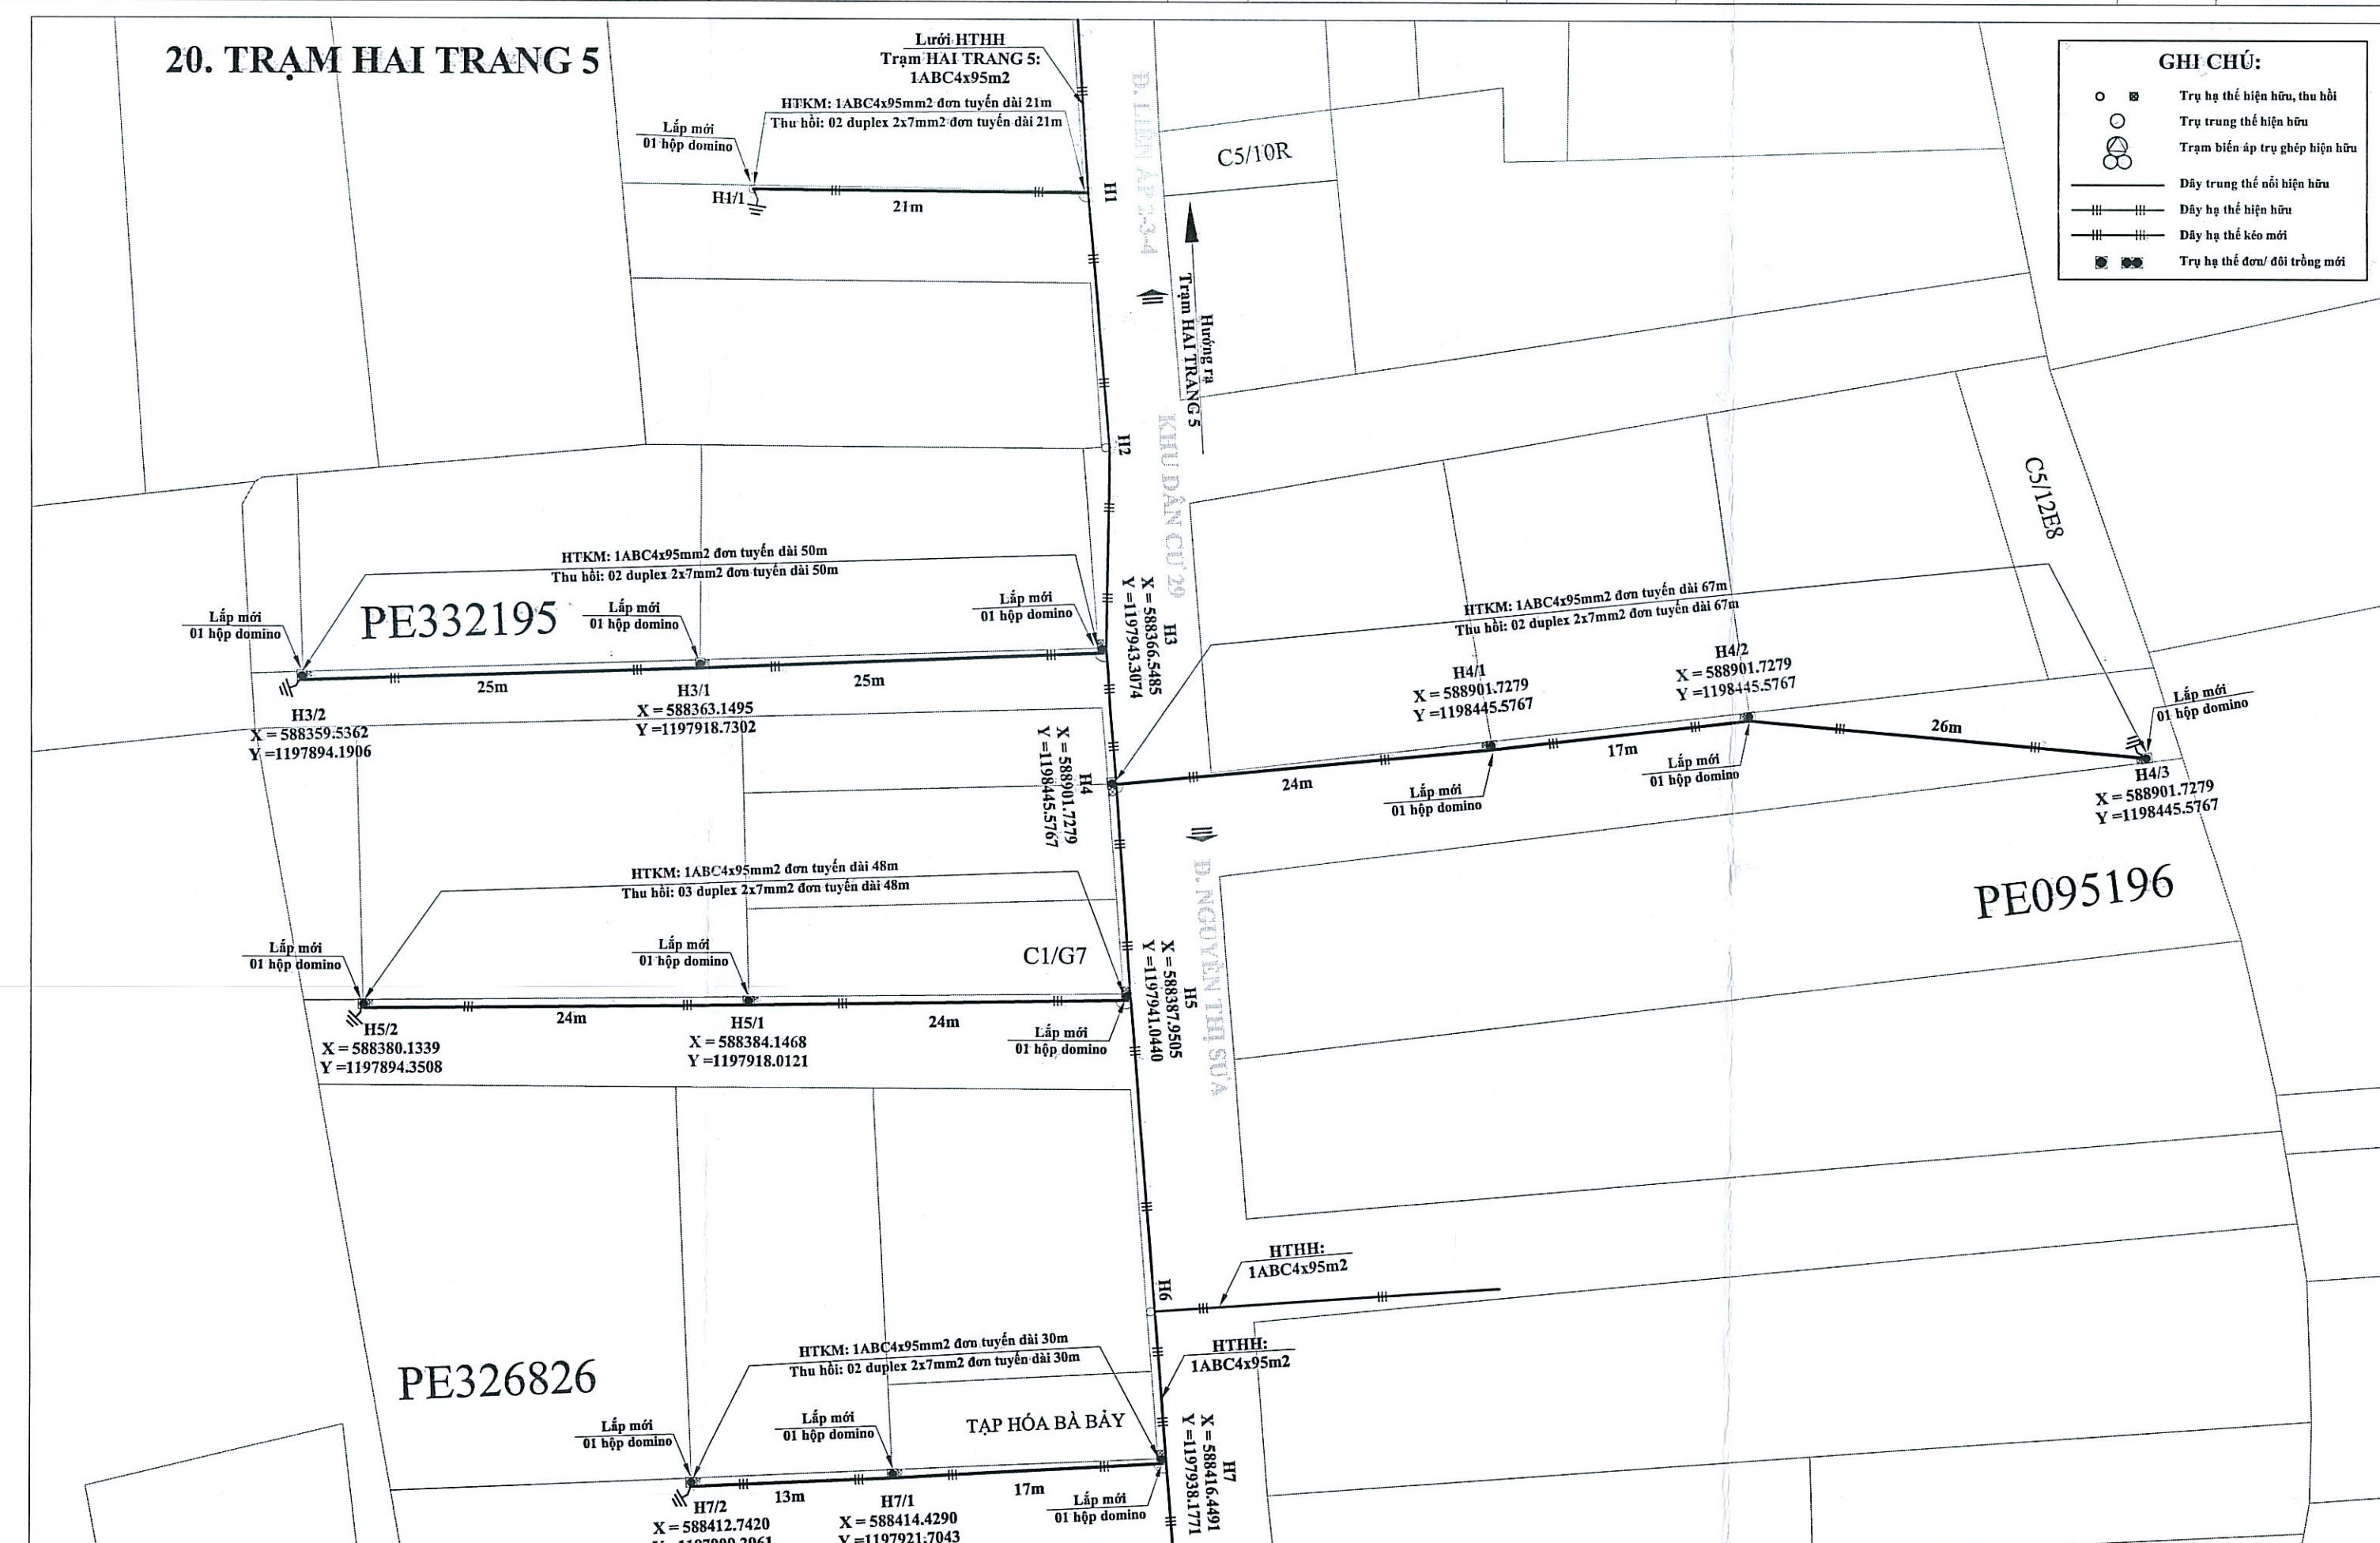 20. TRẠM HAI TRANG 5
Lưới HTHH
Trạm HAI TRANG 5:
1ABC4x95m2
HTKM: 1ABC4x95mm2 đơn tuyến dài 21m
Thu hồi: 02 duplex 2x7mm2 đơn tuyến dài 21m
Lắp mới
01 hộp domino
H1/1
21m
H1
Đ. LIÊN ẤP 2-3-4
C5/10R
Hướng ra
Trạm HAI TRANG 5
GHI CHÚ:
Trụ hạ thế hiện hữu, thu hồi
Trụ trung thế hiện hữu
Trạm biến áp trụ ghép hiện hữu
Dây trung thế nổi hiện hữu
Dây hạ thế hiện hữu
Dây hạ thế kéo mới
Trụ hạ thế đơn/ đôi trồng mới
H2
KHU DÂN CƯ 29
C5/12E8
HTKM: 1ABC4x95mm2 đơn tuyến dài 50m
Thu hồi: 02 duplex 2x7mm2 đơn tuyến dài 50m
Lắp mới
01 hộp domino
PE332195
Lắp mới
01 hộp domino
Lắp mới
01 hộp domino
H3
X = 588366.5485
Y =1197943.3074
25m
25m
H3/2
X = 588359.5362
Y =1197894.1906
H3/1
X = 588363.1495
Y =1197918.7302
HTKM: 1ABC4x95mm2 đơn tuyến dài 67m
Thu hồi: 02 duplex 2x7mm2 đơn tuyến dài 67m
H4/1
X = 588901.7279
Y =1198445.5767
H4/2
X = 588901.7279
Y =1198445.5767
Lắp mới
01 hộp domino
26m
17m
24m
Lắp mới
01 hộp domino
Lắp mới
01 hộp domino
H4/3
X = 588901.7279
Y =1198445.5767
H4
X = 588901.7279
Y =1198445.5767
PE095196
HTKM: 1ABC4x95mm2 đơn tuyến dài 48m
Thu hồi: 03 duplex 2x7mm2 đơn tuyến dài 48m
Lắp mới
01 hộp domino
Lắp mới
01 hộp domino
C1/G7
Đ. NGUYỄN THỊ SƯA
H5
X = 588387.9505
Y =1197941.0440
24m
24m
Lắp mới
01 hộp domino
H5/2
X = 588380.1339
Y =1197894.3508
H5/1
X = 588384.1468
Y =1197918.0121
H6
HTHH:
1ABC4x95m2
HTHH:
1ABC4x95m2
HTKM: 1ABC4x95mm2 đơn tuyến dài 30m
Thu hồi: 02 duplex 2x7mm2 đơn tuyến dài 30m
PE326826
Lắp mới
01 hộp domino
Lắp mới
01 hộp domino
TẠP HÓA BÀ BẢY
H7
X = 588416.4491
Y =1197938.1771
13m
17m
Lắp mới
01 hộp domino
H7/2
X = 588412.7420
H7/1
X = 588414.4290
Y =1197921.7043